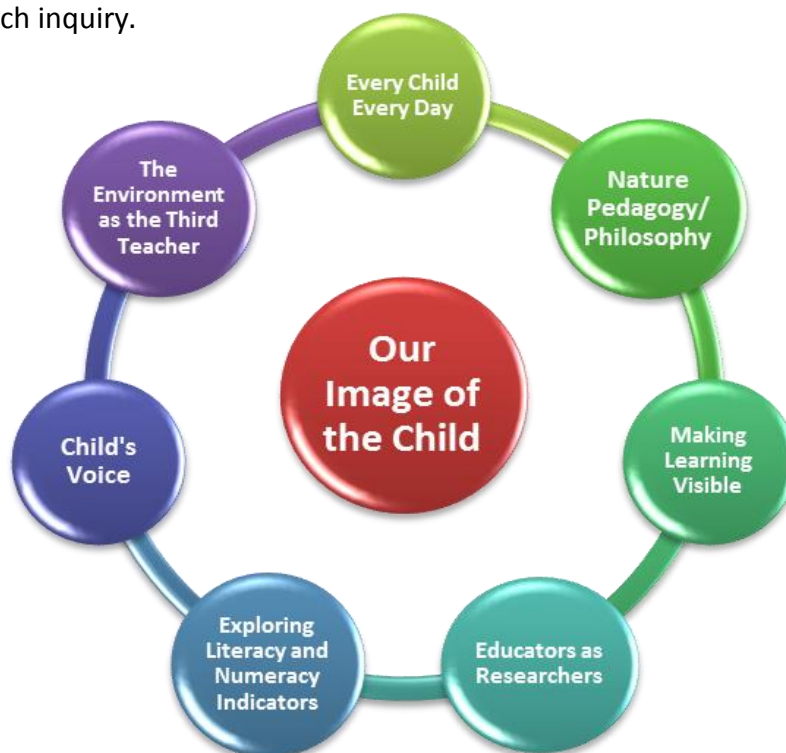 ch inquiry.
Every Child
Every Day
Nature
Pedagogy/
Philosophy
Making
Learning
Visible
Educators as
Researchers
Exploring
Literacy and
Numeracy
Indicators
Child's
Voice
The
Environment
as the Third
Teacher
Our
Image of
the Child